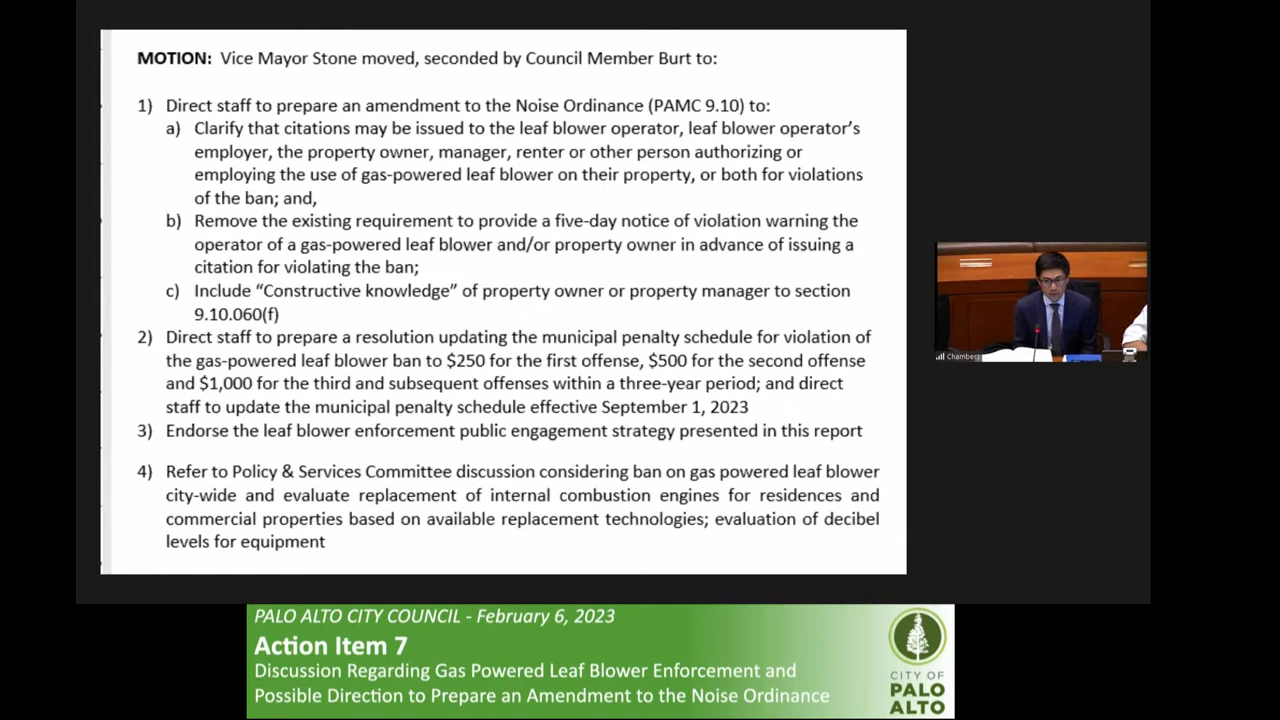 MOTION: Vice Mayor Stone moved, seconded by Council Member Burt to:
1) Direct staff to prepare an amendment to the Noise Ordinance (PAMC 9.10) to:
a) Clarify that citations may be issued to the leaf blower operator, leaf blower operator's
employer, the property owner, manager, renter or other person authorizing or
employing the use of gas-powered leaf blower on their property, or both for violations
of the ban; and,
b) Remove the existing requirement to provide a five-day notice of violation warning the
operator of a gas-powered leaf blower and/or property owner in advance of issuing a
citation for violating the ban;
c) Include “Constructive knowledge” of property owner or property manager to section
9.10.060(f)
2) Direct staff to prepare a resolution updating the municipal penalty schedule for violation of
the gas-powered leaf blower ban to $250 for the first offense, $500 for the second offense
and $1,000 for the third and subsequent offenses within a three-year period; and direct
staff to update the municipal penalty schedule effective September 1, 2023
3) Endorse the leaf blower enforcement public engagement strategy presented in this report
4) Refer to Policy & Services Committee discussion considering ban on gas powered leaf blower
city-wide and evaluate replacement of internal combustion engines for residences and
commercial properties based on available replacement technologies; evaluation of decibel
levels for equipment
Chambers
PALO ALTO CITY COUNCIL - February 6, 2023
Action Item 7
Discussion Regarding Gas Powered Leaf Blower Enforcement and
Possible Direction to Prepare an Amendment to the Noise Ordinance
CITY OF
PALO
ALTO